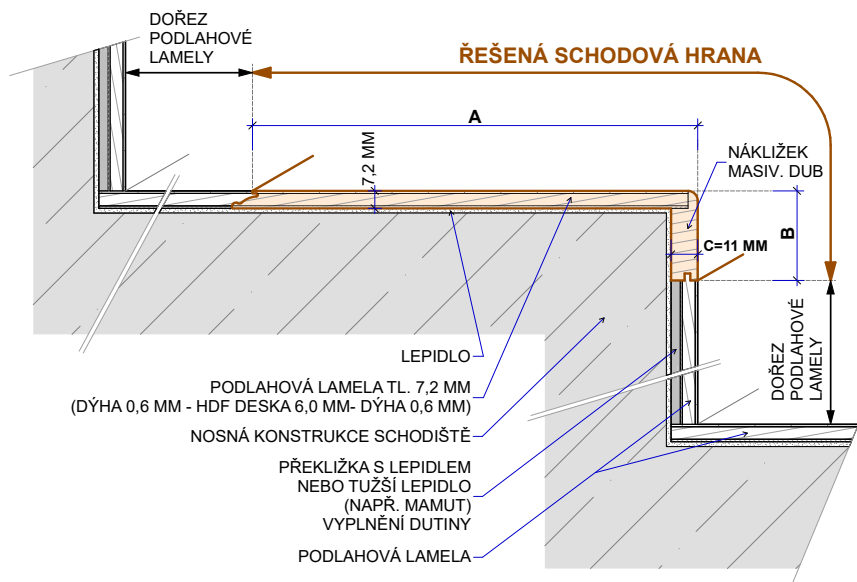 DOŘEZ
PODLAHOVÉ
LAMELY
ŘEŠENÁ SCHODOVÁ HRANA
A
7,2 MM
NÁKLIŽEK
MASIV. DUB
B
C=11 MM
LEPIDLO
PODLAHOVÁ LAMELA TL. 7,2 MM
(DÝHA 0,6 MM - HDF DESKA 6,0 MM- DÝHA 0,6 MM)
NOSNÁ KONSTRUKCE SCHODIŠTĚ
PŘEKLIŽKA S LEPIDLEM
NEBO TUŽŠÍ LEPIDLO
(NAPŘ. MAMUT)
VYPLNĚNÍ DUTINY
PODLAHOVÁ LAMELA
DOŘEZ
PODLAHOVÉ
LAMELY